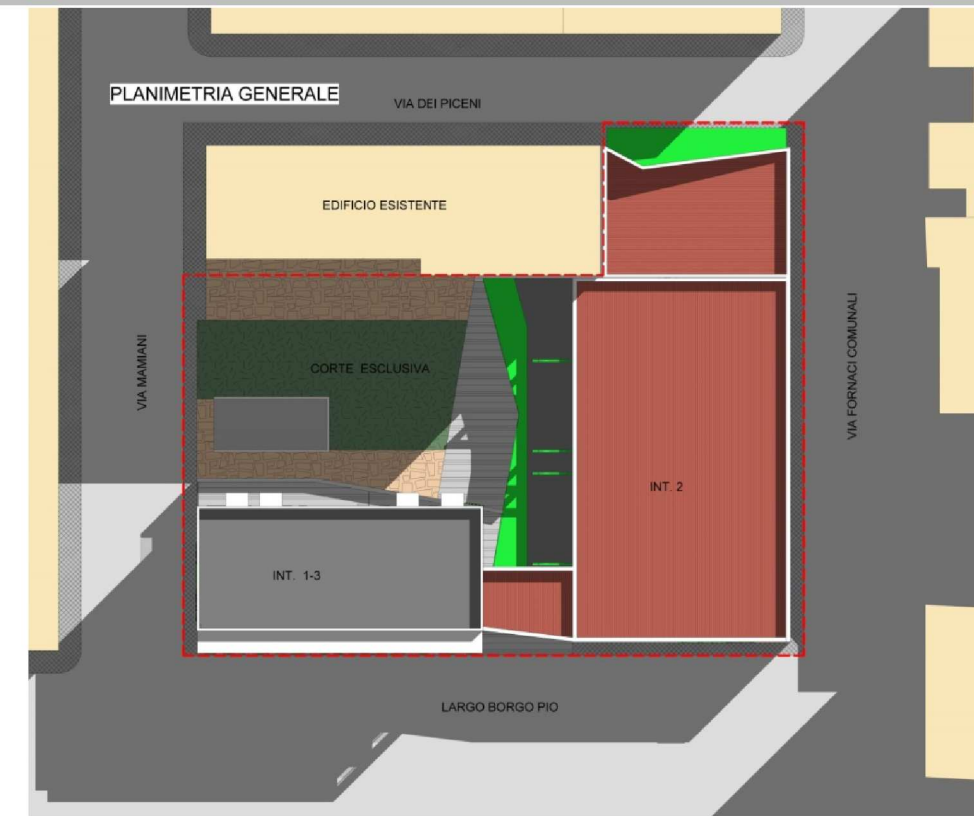 PLANIMETRIA GENERALE
VIA DEI PICENI
EDIFICIO ESISTENTE
VIA MAMIANI
CORTE ESCLUSIVA
VIA FORNACI COMUNALI
INT. 2
INT. 1-3
LARGO BORGO PIO